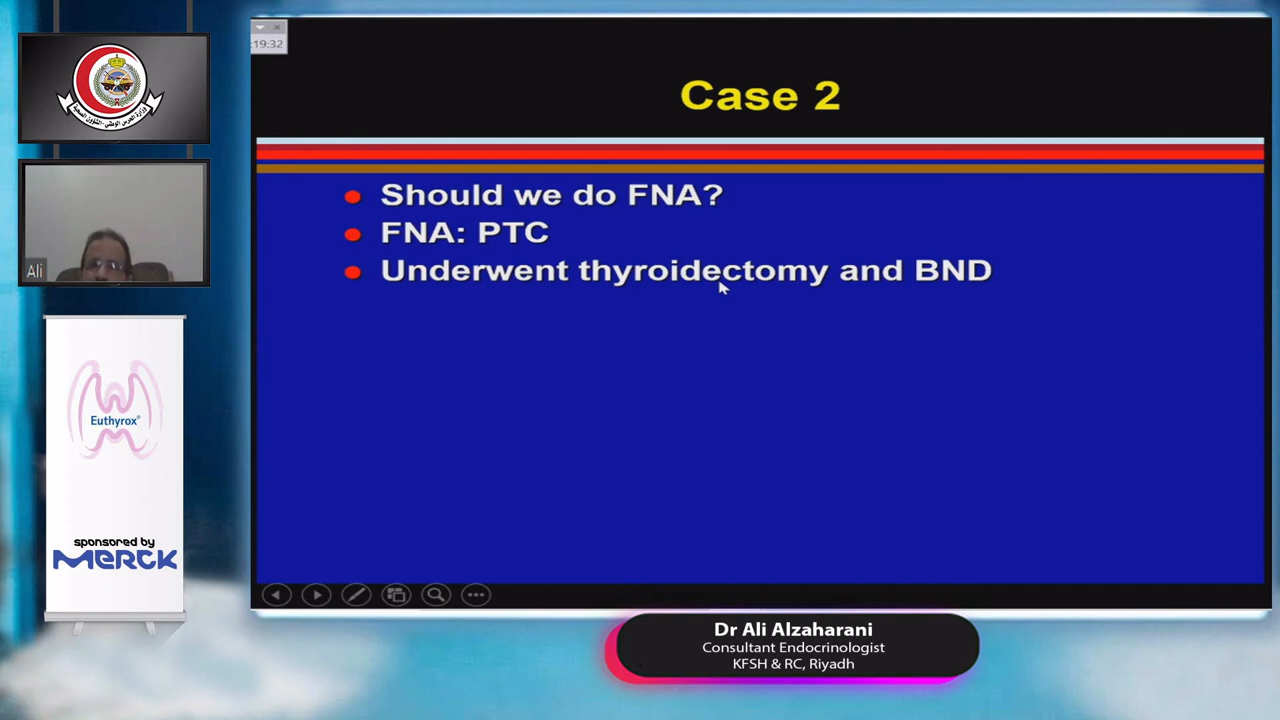 :19:32
Case 2
Should we do FNA?
FNA: PTC
Underwent thyroidectomy and BND
Ali
Euthyrox®
sponsored by
MERCK
Dr Ali Alzaharani
Consultant Endocrinologist
KFSH & RC, Riyadh